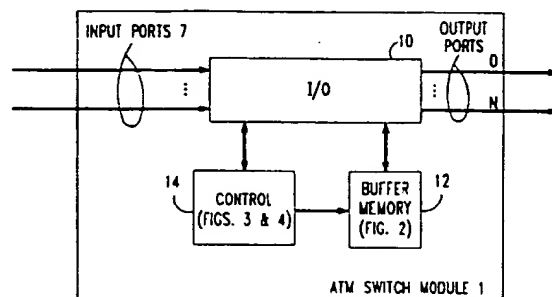 INPUT PORTS 7
10
OUTPUT
PORTS
0
I/O
N
14
CONTROL
(FIGS. 3 & 4)
BUFFER
MEMORY
(FIG. 2)
12
ATM SWITCH MODULE 1